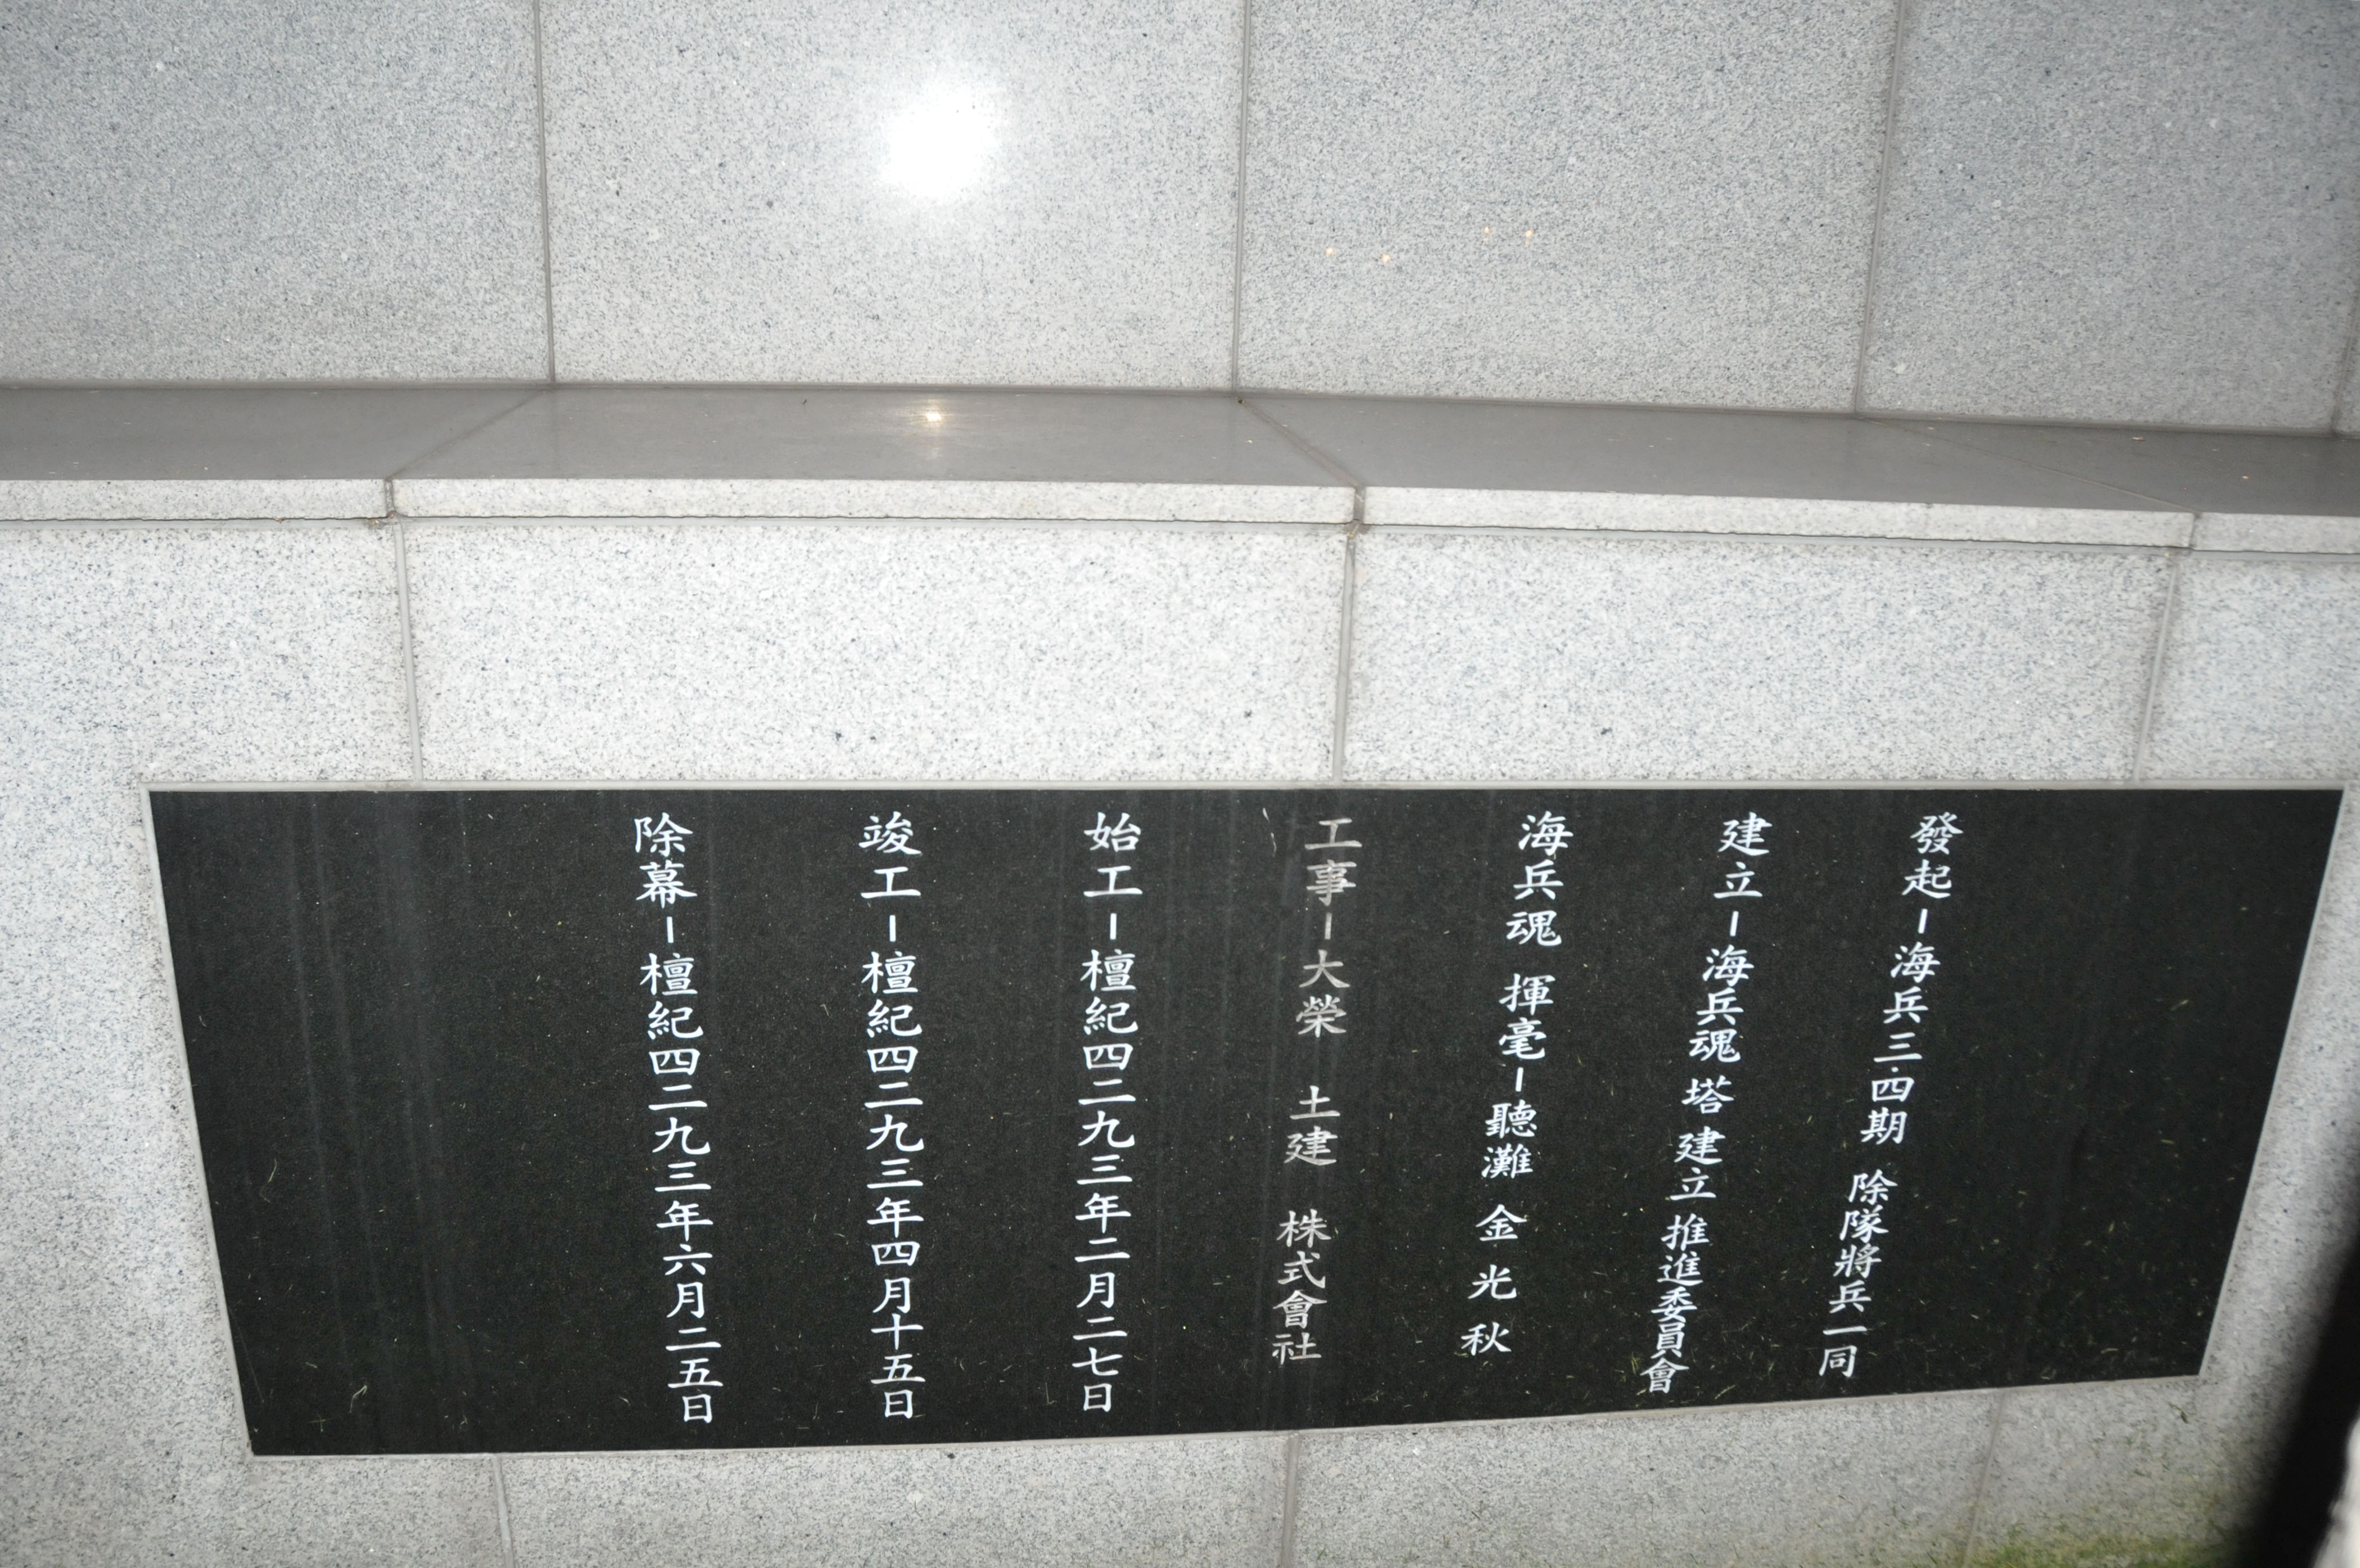 發起-海兵三·四期 除隊將兵一同
建立-海兵魂 塔 建立 推進委員會
海兵魂 揮毫-聽灘 金光秋
工事-大榮 土建 株式會社
始工-檀紀四二九三年二月二七日
竣工-檀紀四二九三年四月十五日
除幕-檀紀四二九三年六月二五日